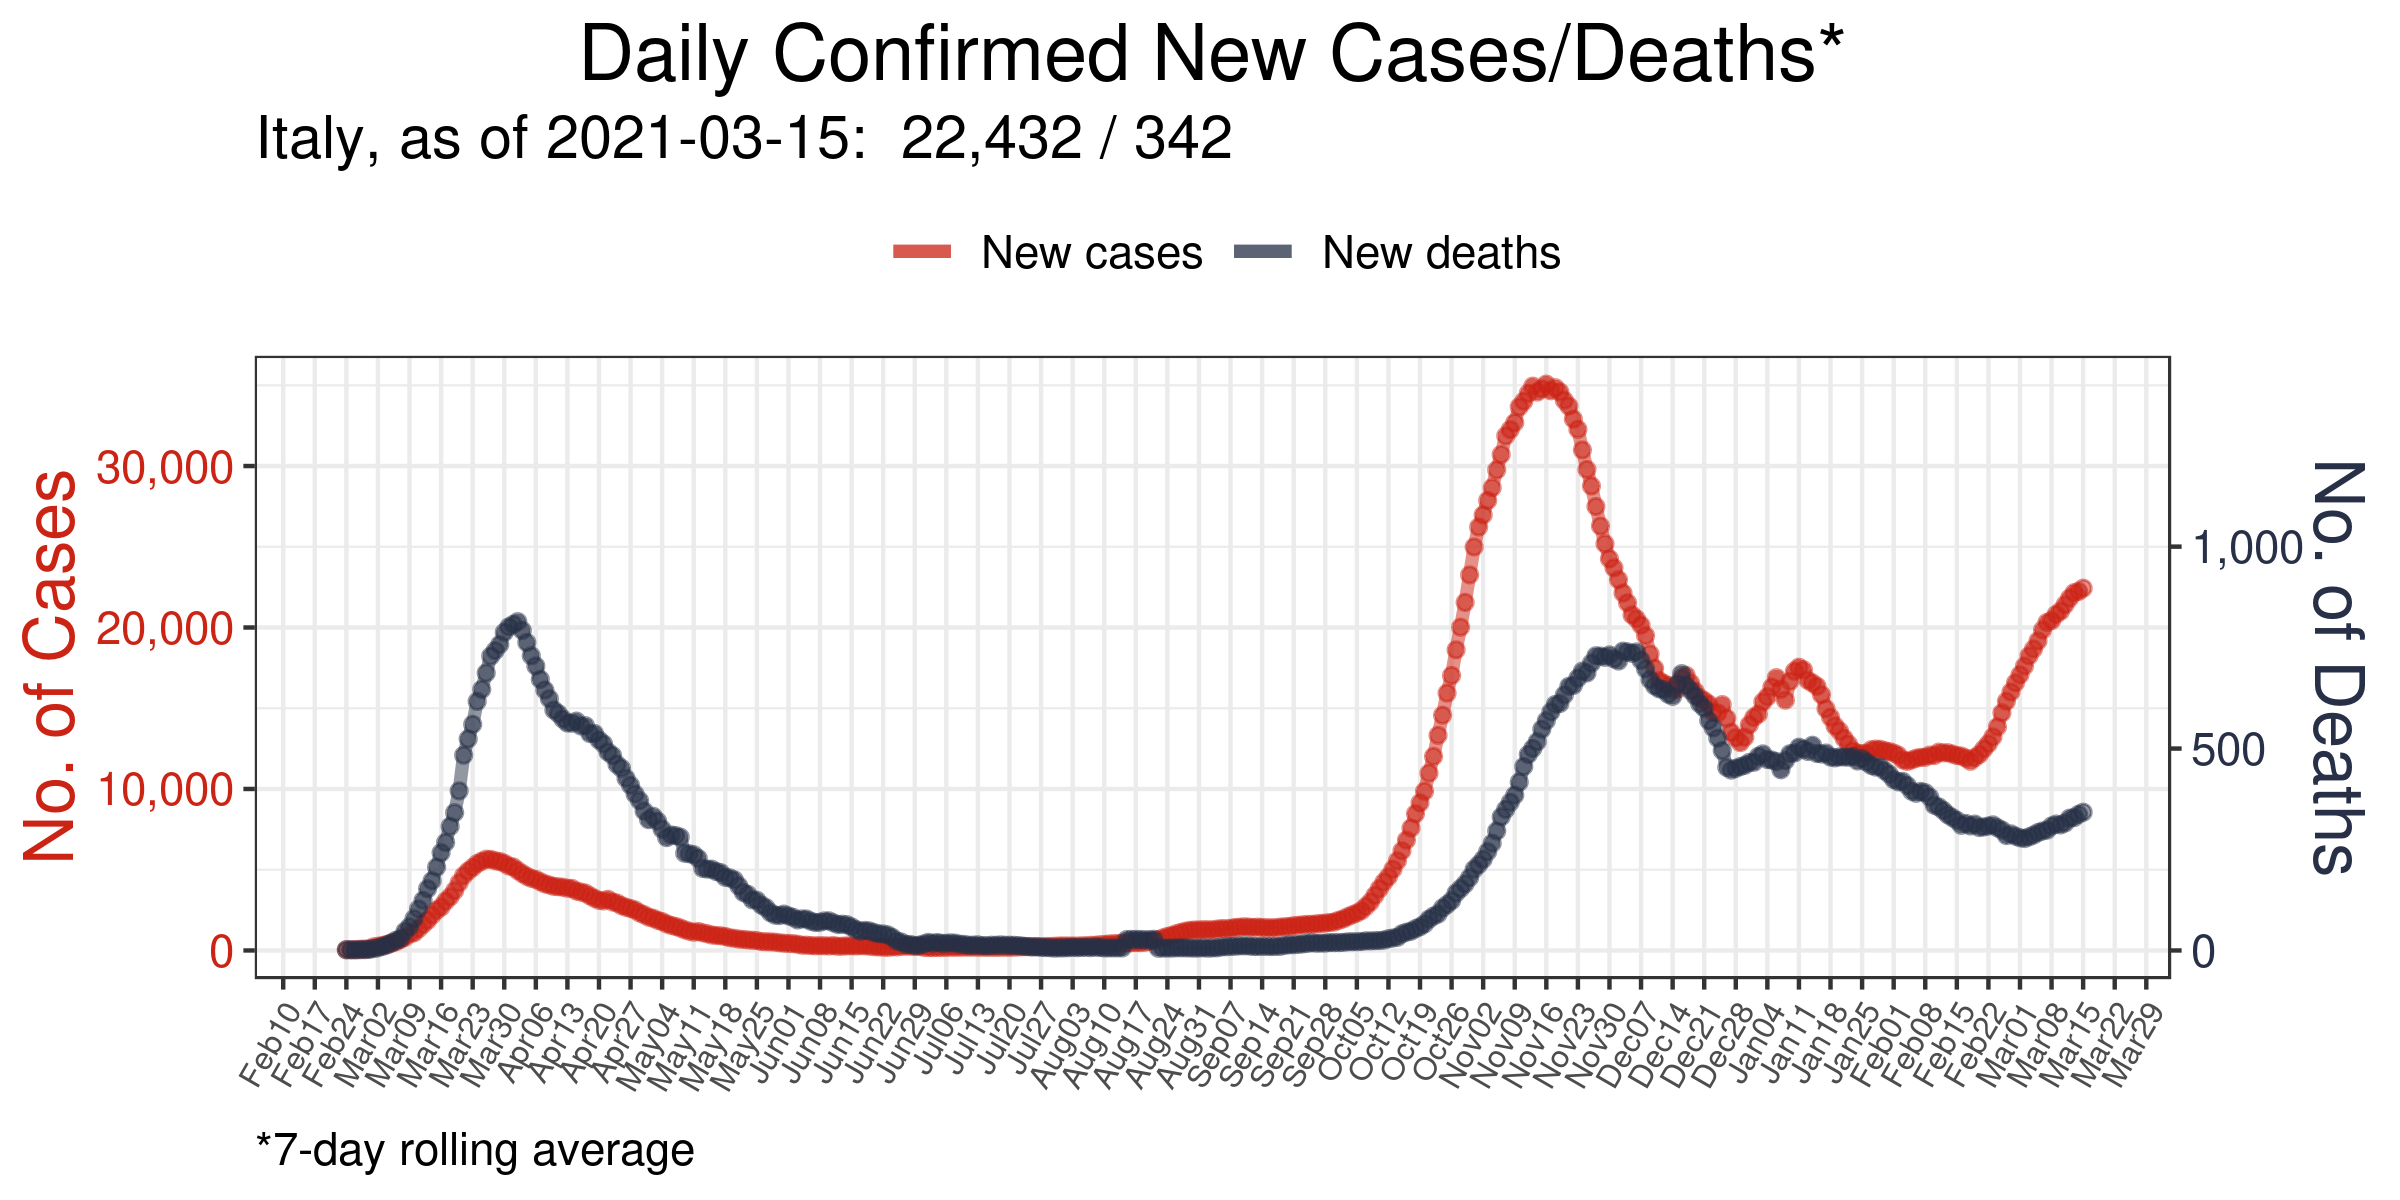 Daily Confirmed New Cases/Deaths*
Italy, as of 2021-03-15:  22,432 / 342
New cases
New deaths
No. of Cases
30,000
20,000
10,000
0
1,000
500
0
No. of Deaths
Feb10
Feb17
Feb24
Mar02
Mar09
Mar16
Mar23
Mar30
Apr06
Apr13
Apr20
Apr27
May04
May11
May18
May25
Jun01
Jun08
Jun15
Jun22
Jun29
Jul06
Jul13
Jul20
Jul27
Aug03
Aug10
Aug17
Aug24
Aug31
Sep07
Sep14
Sep21
Sep28
Oct05
Oct12
Oct19
Oct26
Nov02
Nov09
Nov16
Nov23
Nov30
Dec07
Dec14
Dec21
Dec28
Jan04
Jan11
Jan18
Jan25
Feb01
Feb08
Feb15
Feb22
Mar01
Mar08
Mar15
Mar22
Mar29
*7-day rolling average